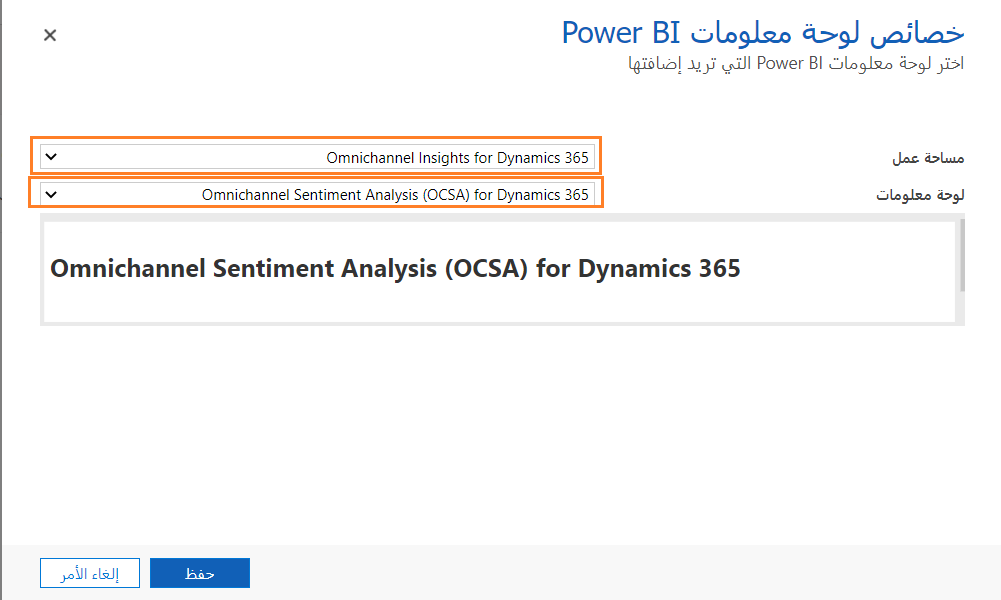 خصائص لوحة معلومات Power BI
اختر لوحة معلومات Power BI التي تريد إضافتها
مساحة عمل
Omnichannel Insights for Dynamics 365
لوحة معلومات
Omnichannel Sentiment Analysis (OCSA) for Dynamics 365
Omnichannel Sentiment Analysis (OCSA) for Dynamics 365
حفظ
إلغاء الأمر